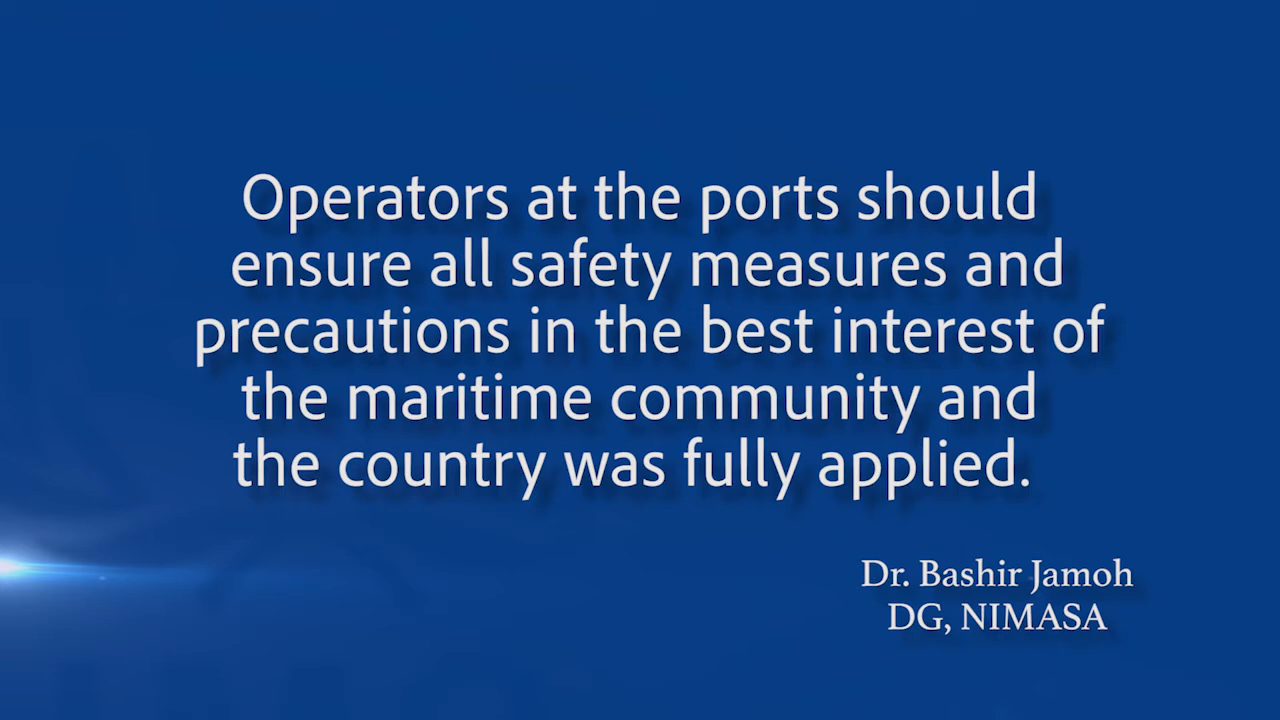 Operators at the ports should
ensure all safety measures and
precautions in the best interest of
the maritime community and
the country was fully applied.
Dr. Bashir Jamoh
DG, NIMASA